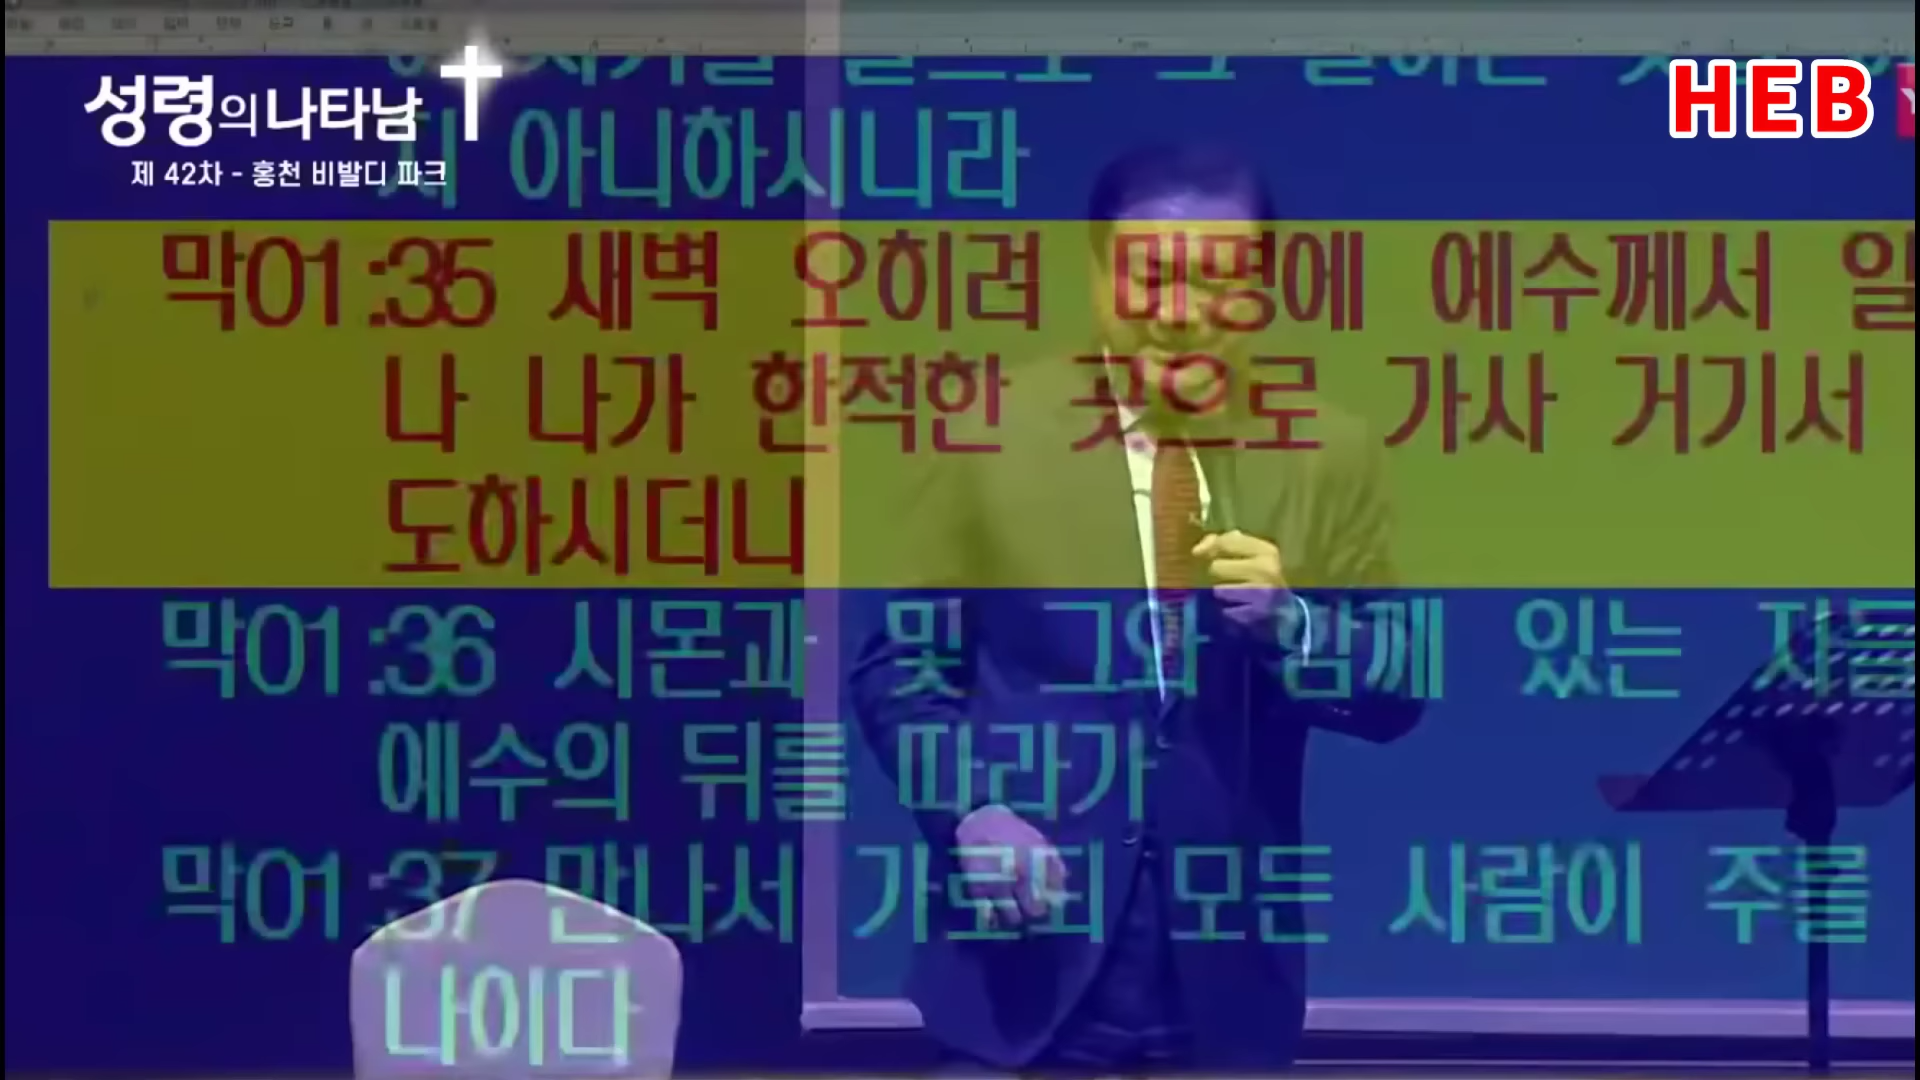 성령의나타남
제 42차 - 홍천 비발디 파크
HEB
지 아니하시니라
막01:35 새벽 오히려 미명에 예수께서 일
나 나가 한적한 곳으로 가사 거기서
도하시더니
막01:36 시몬과 및 그와 함께 있는 자들
예수의 뒤를 따라가
막01:37 만나서 가로되 모든 사람이 주를
나이다